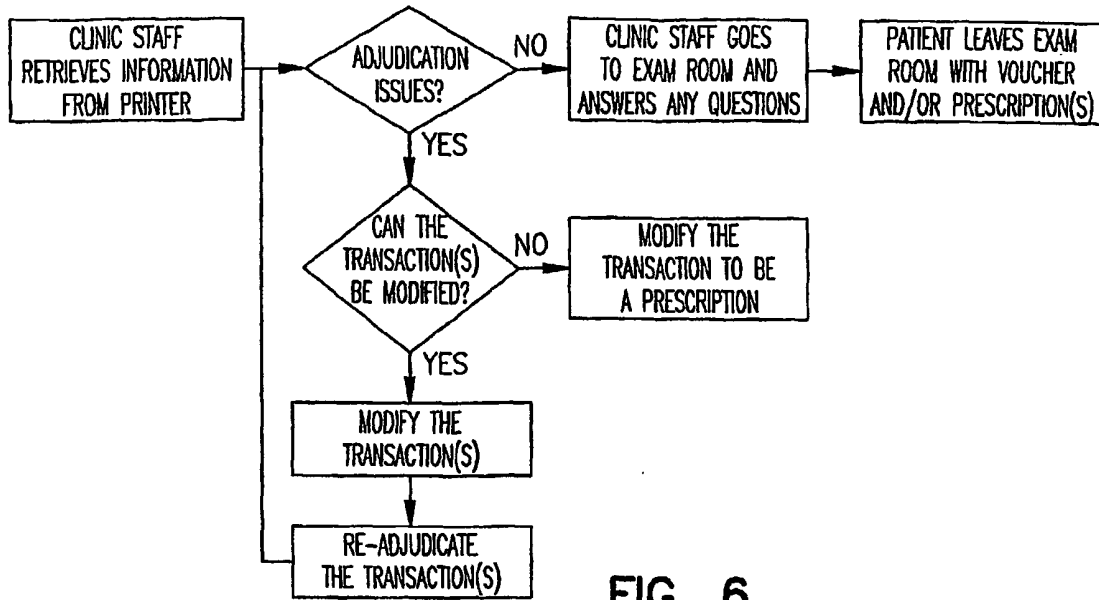 CLINIC STAFF
RETRIEVES INFORMATION
FROM PRINTER
ADJUDICATION
ISSUES?
NO
CLINIC STAFF GOES
TO EXAM ROOM AND
ANSWERS ANY QUESTIONS
PATIENT LEAVES EXAM
ROOM WITH VOUCHER
AND/OR PRESCRIPTION(S)
YES
CAN THE
TRANSACTION(S)
BE MODIFIED?
NO
MODIFY THE
TRANSACTION TO BE
A PRESCRIPTION
YES
MODIFY THE
TRANSACTION(S)
RE-ADJUDICATE
THE TRANSACTION(S)
FIG. 6